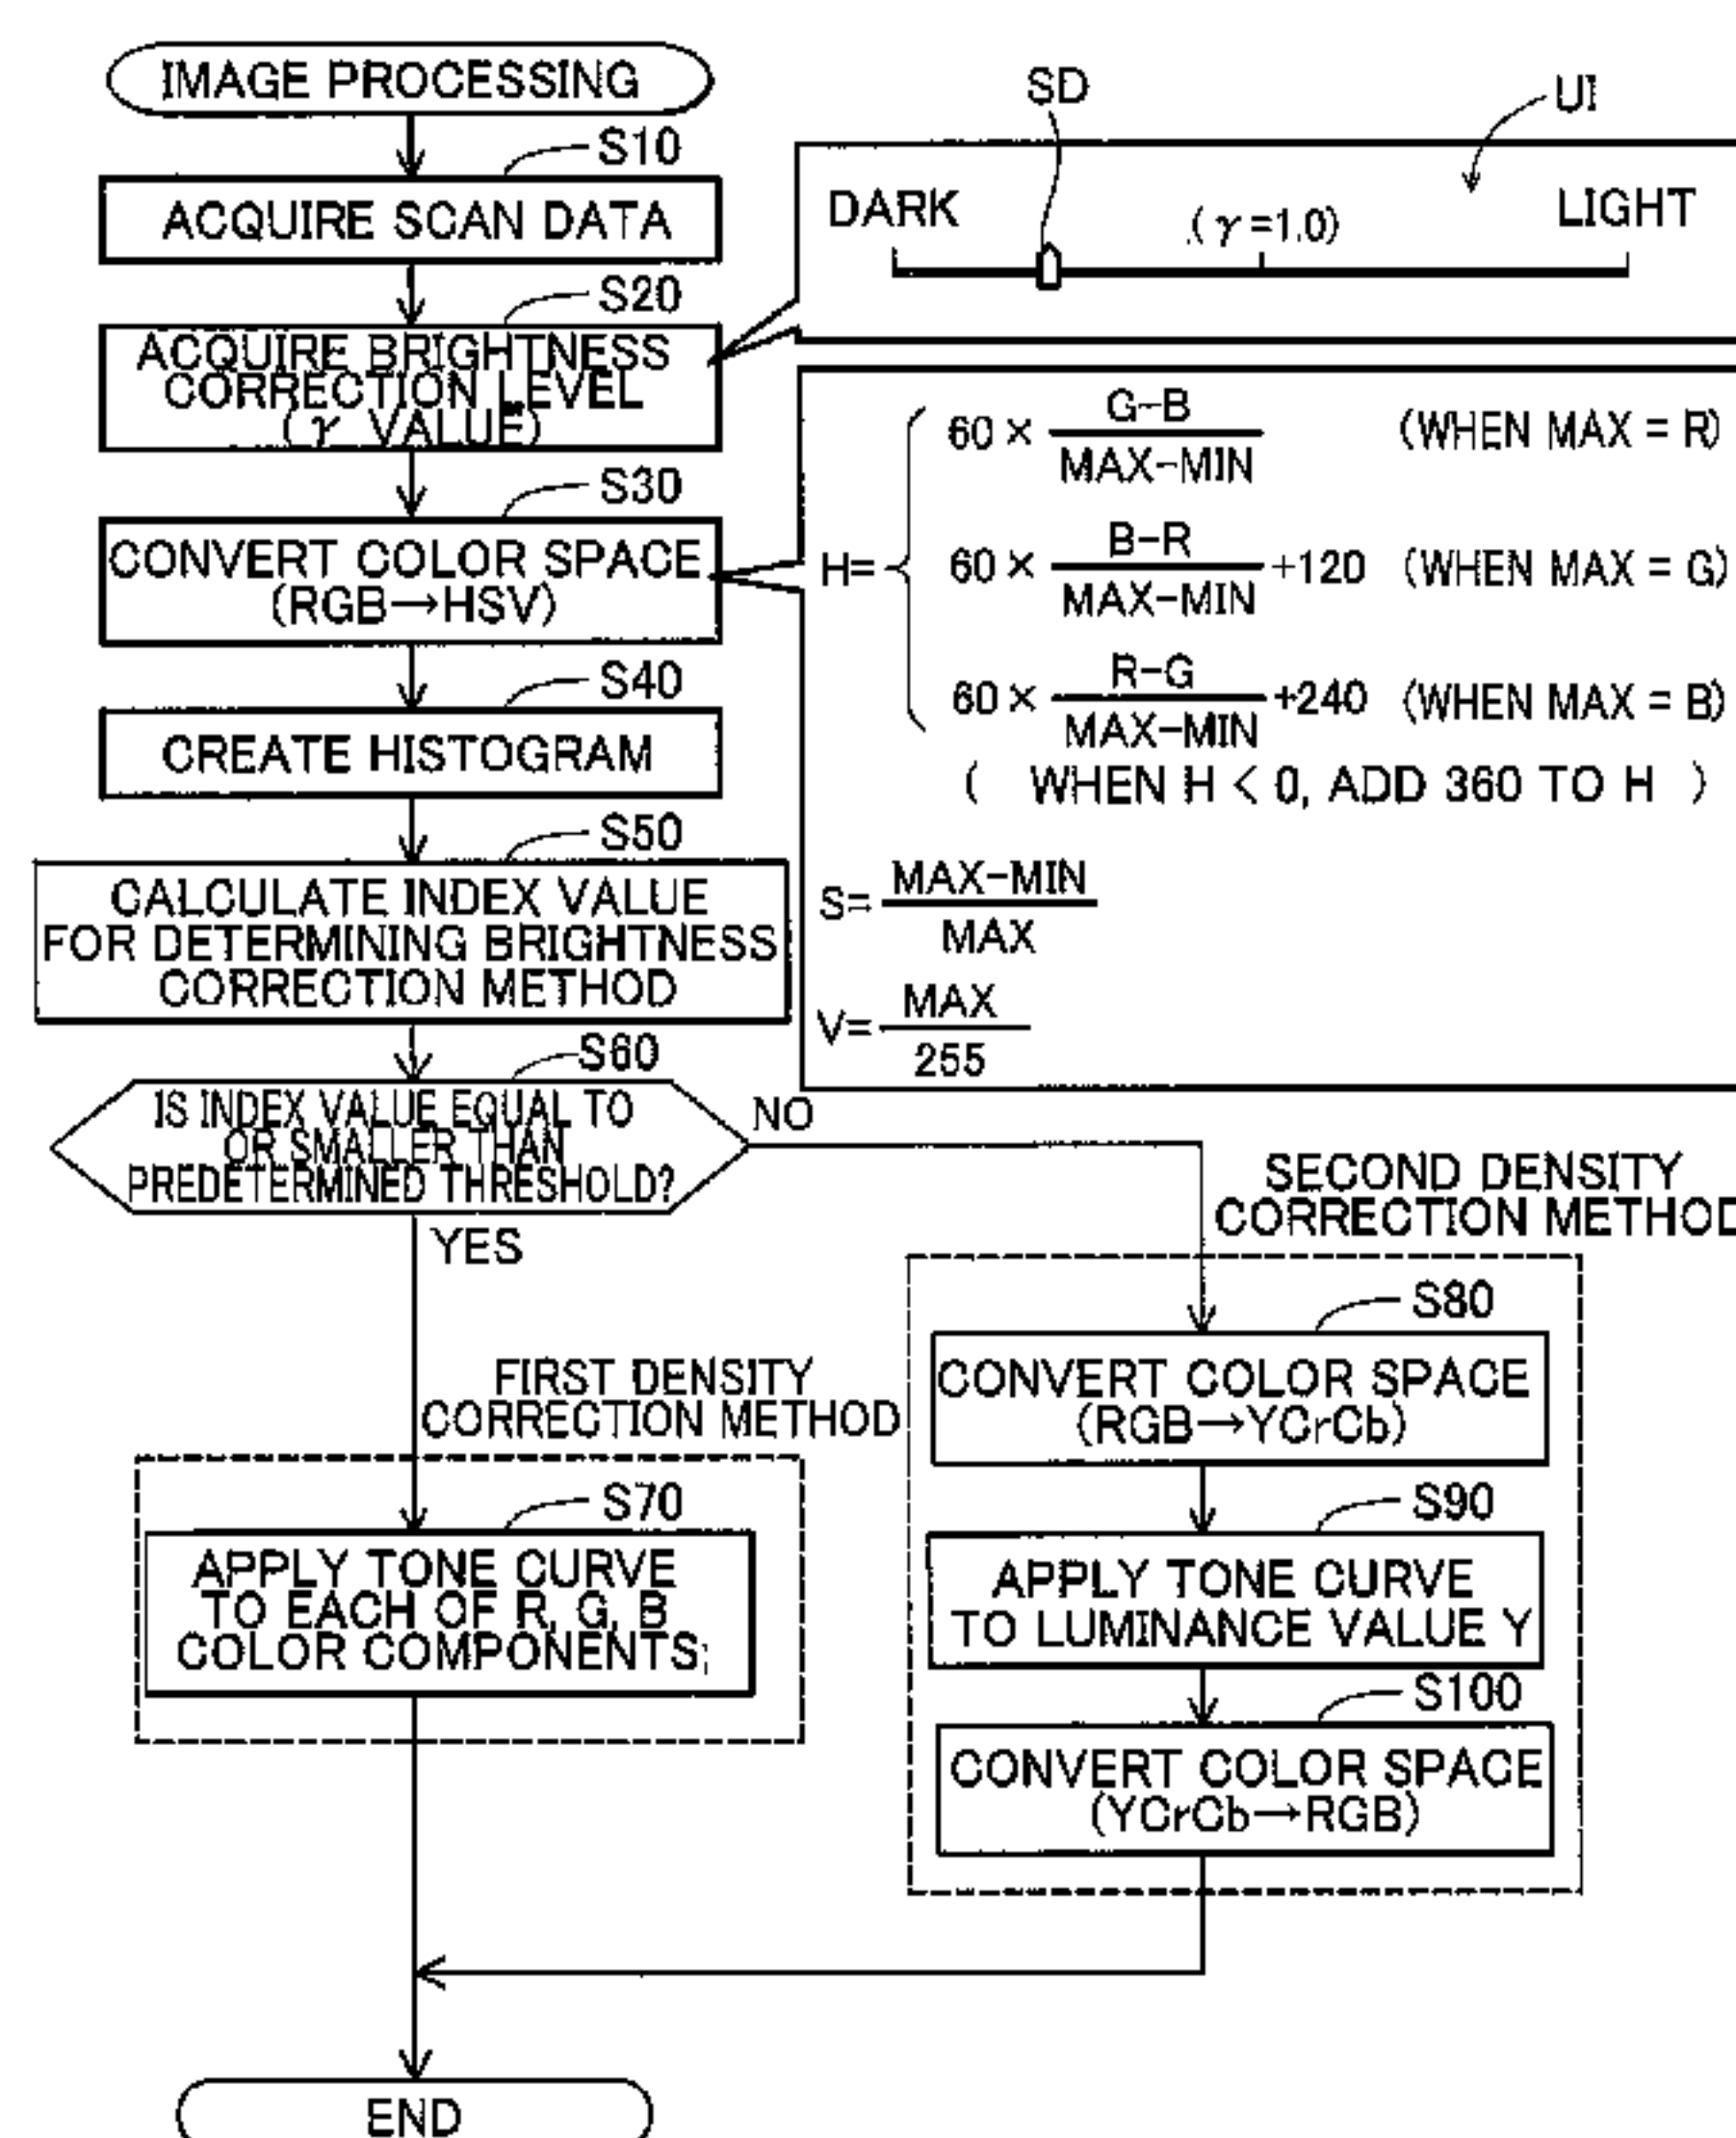 IMAGE PROCESSING
S10
ACQUIRE SCAN DATA
S20
ACQUIRE BRIGHTNESS
CORRECTION LEVEL
(γ VALUE)
SD
UI
DARK
(γ=1.0)
LIGHT
S30
CONVERT COLOR SPACE
(RGB→HSV)
H=
60 × G-B / MAX-MIN (WHEN MAX = R)
60 × B-R / MAX-MIN +120 (WHEN MAX = G)
60 × R-G / MAX-MIN +240 (WHEN MAX = B)
( WHEN H < 0, ADD 360 TO H )
S= MAX-MIN / MAX
V= MAX / 255
S40
CREATE HISTOGRAM
S50
CALCULATE INDEX VALUE
FOR DETERMINING BRIGHTNESS
CORRECTION METHOD
S60
IS INDEX VALUE EQUAL TO
OR SMALLER THAN
PREDETERMINED THRESHOLD?
NO
YES
FIRST DENSITY
CORRECTION METHOD
S70
APPLY TONE CURVE
TO EACH OF R, G, B
COLOR COMPONENTS
SECOND DENSITY
CORRECTION METHOD
S80
CONVERT COLOR SPACE
(RGB→YCrCb)
S90
APPLY TONE CURVE
TO LUMINANCE VALUE Y
S100
CONVERT COLOR SPACE
(YCrCb→RGB)
END